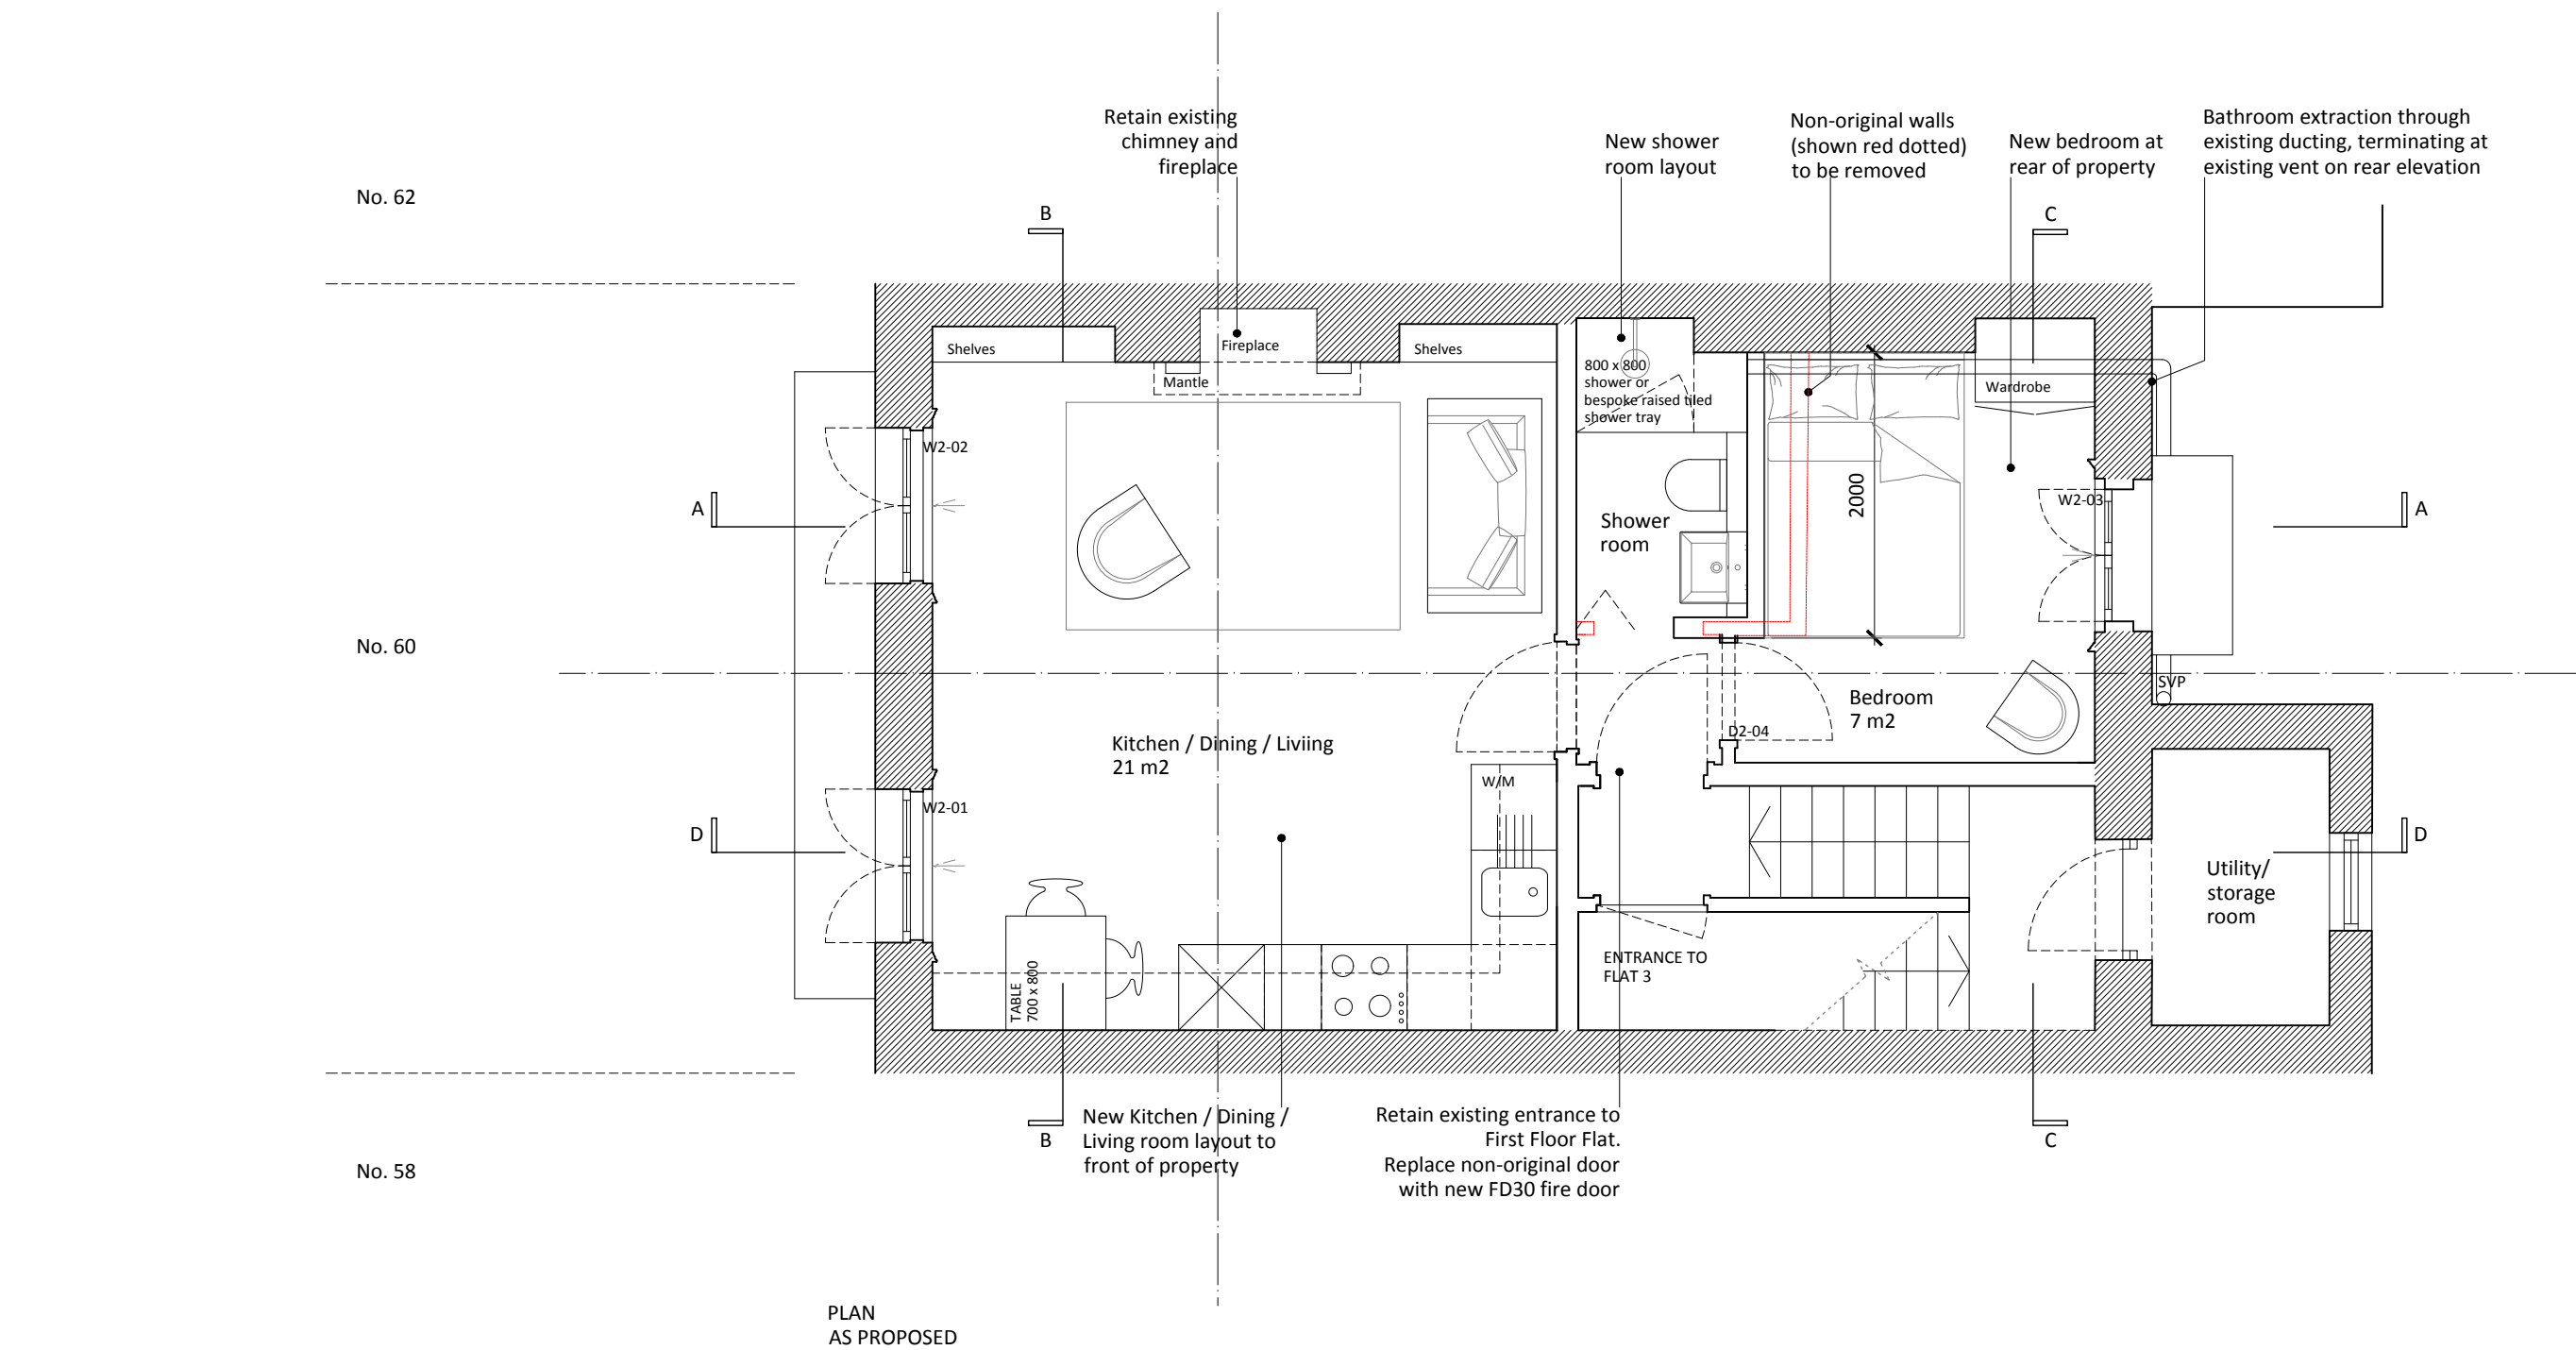 Retain existing
chimney and
fireplace
New shower
room layout
Non-original walls
(shown red dotted)
to be removed
New bedroom at
rear of property
Bathroom extraction through
existing ducting, terminating at
existing vent on rear elevation
No. 62
B
C
Shelves
Fireplace
Shelves
Mantle
800 x 800
shower or
bespoke raised tiled
shower tray
Wardrobe
W2-02
W2-03
2000
A
A
Shower
room
No. 60
SVP
Bedroom
7 m2
D2-04
Kitchen / Dining / Liviing
21 m2
W/M
W2-01
D
D
Utility/
storage
room
ENTRANCE TO
FLAT 3
TABLE
700 x 800
B
C
New Kitchen / Dining /
Living room layout to
front of property
Retain existing entrance to
First Floor Flat.
Replace non-original door
with new FD30 fire door
No. 58
PLAN
AS PROPOSED